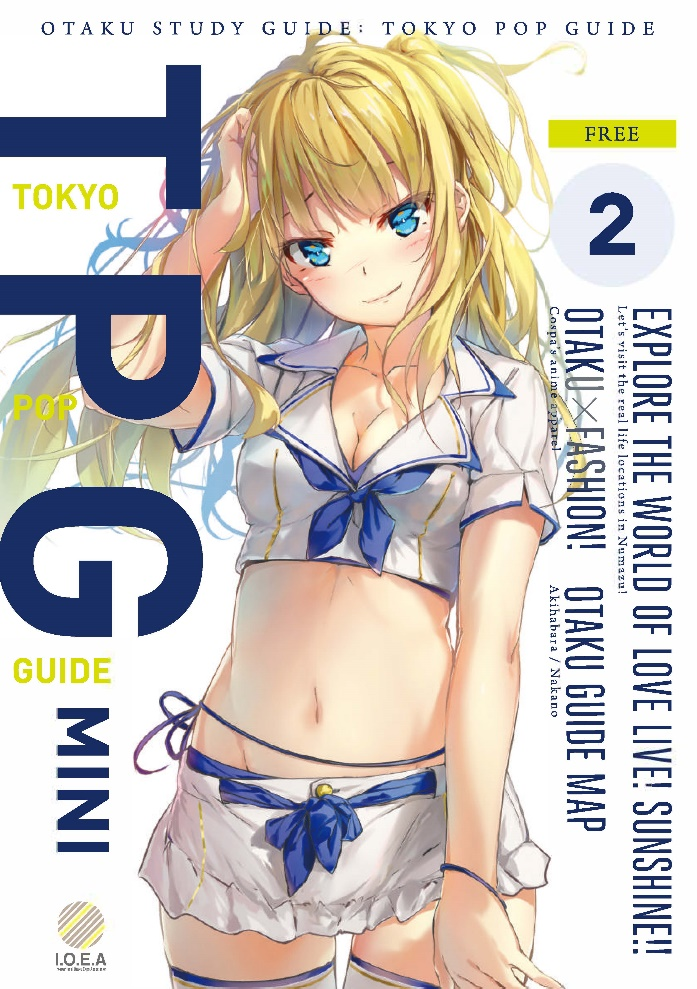 OTAKU STUDY GUIDE: TOKYO POP GUIDE
TPG
TOKYO
POP
GUIDE
MINI
FREE
2
EXPLORE THE WORLD OF LOVE LIVE! SUNSHINE!!
Let's visit the real life locations in Numazu!
OTAKU × FASHION!
Cospa's anime apparel
OTAKU GUIDE MAP
Akihabara / Nakano
I.O.E.A